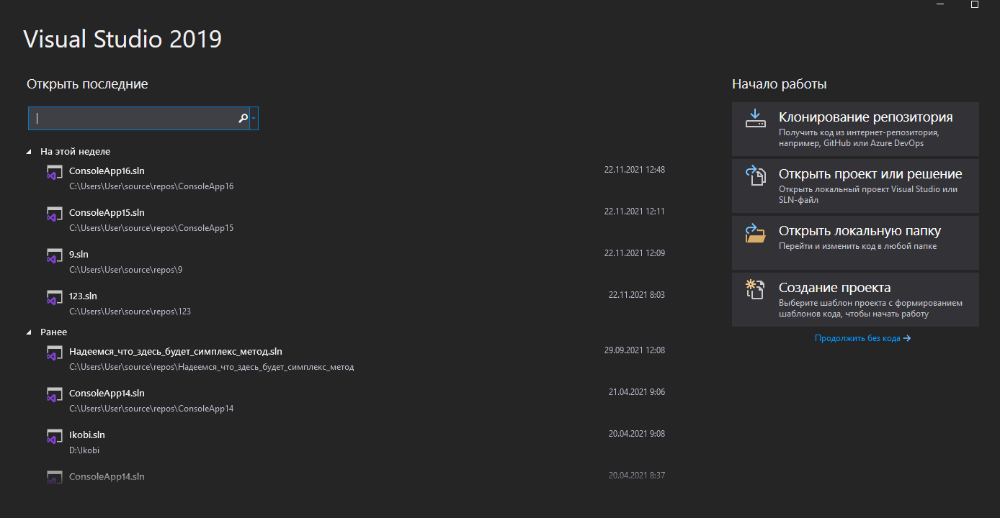 Visual Studio 2019
Открыть последние
На этой неделе
ConsoleApp16.sln 22.11.2021 12:48
C:\Users\User\source\repos\ConsoleApp16
ConsoleApp15.sln 22.11.2021 12:11
C:\Users\User\source\repos\ConsoleApp15
9.sln 22.11.2021 12:09
C:\Users\User\source\repos\9
123.sln 22.11.2021 8:03
C:\Users\User\source\repos\123
Ранее
Надеемся_что_здесь_будет_симплекс_метод.sln 29.09.2021 12:08
C:\Users\User\source\repos\Надеемся_что_здесь_будет_симплекс_метод
ConsoleApp14.sln 21.04.2021 9:06
C:\Users\User\source\repos\ConsoleApp14
Ikobi.sln 20.04.2021 9:08
D:\Ikobi
ConsoleApp14.sln 20.04.2021 8:37
Начало работы
Клонирование репозитория
Получить код из интернет-репозитория,
например, GitHub или Azure DevOps
Открыть проект или решение
Открыть локальный проект Visual Studio или
SLN-файл
Открыть локальную папку
Перейти и изменить код в любой папке
Создание проекта
Выберите шаблон проекта с формированием
шаблонов кода, чтобы начать работу
Продолжить без кода →